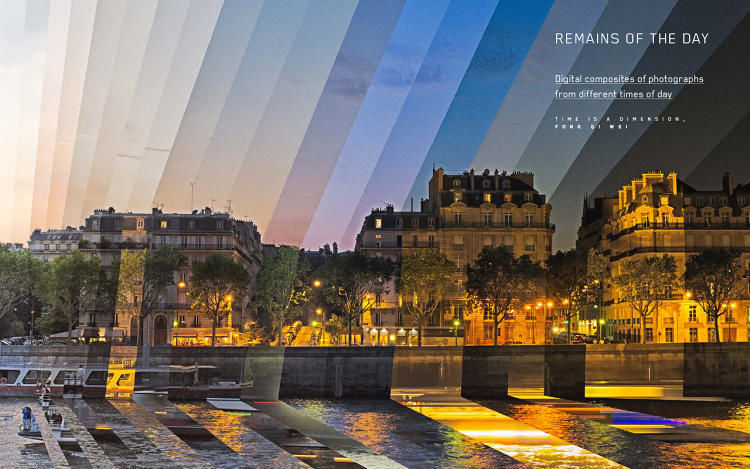 REMAINS OF THE DAY
Digital composites of photographs
from different times of day
TIME IS A DIMENSION,
FONG QI WEI